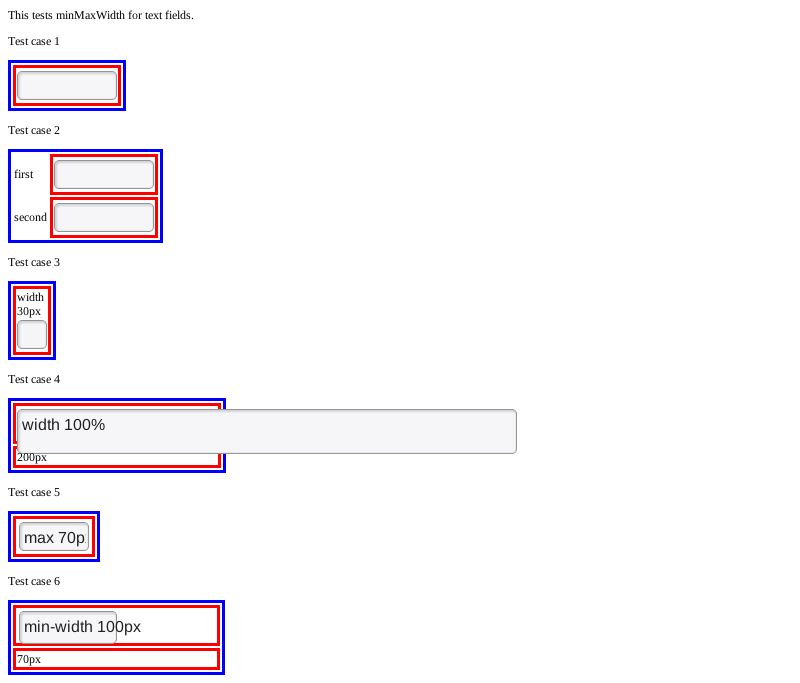 This tests minMaxWidth for text fields.
Test case 1
Test case 2
first
second
Test case 3
width
30px
Test case 4
width 100%
200px
Test case 5
max 70p
Test case 6
min-width 100px
70px